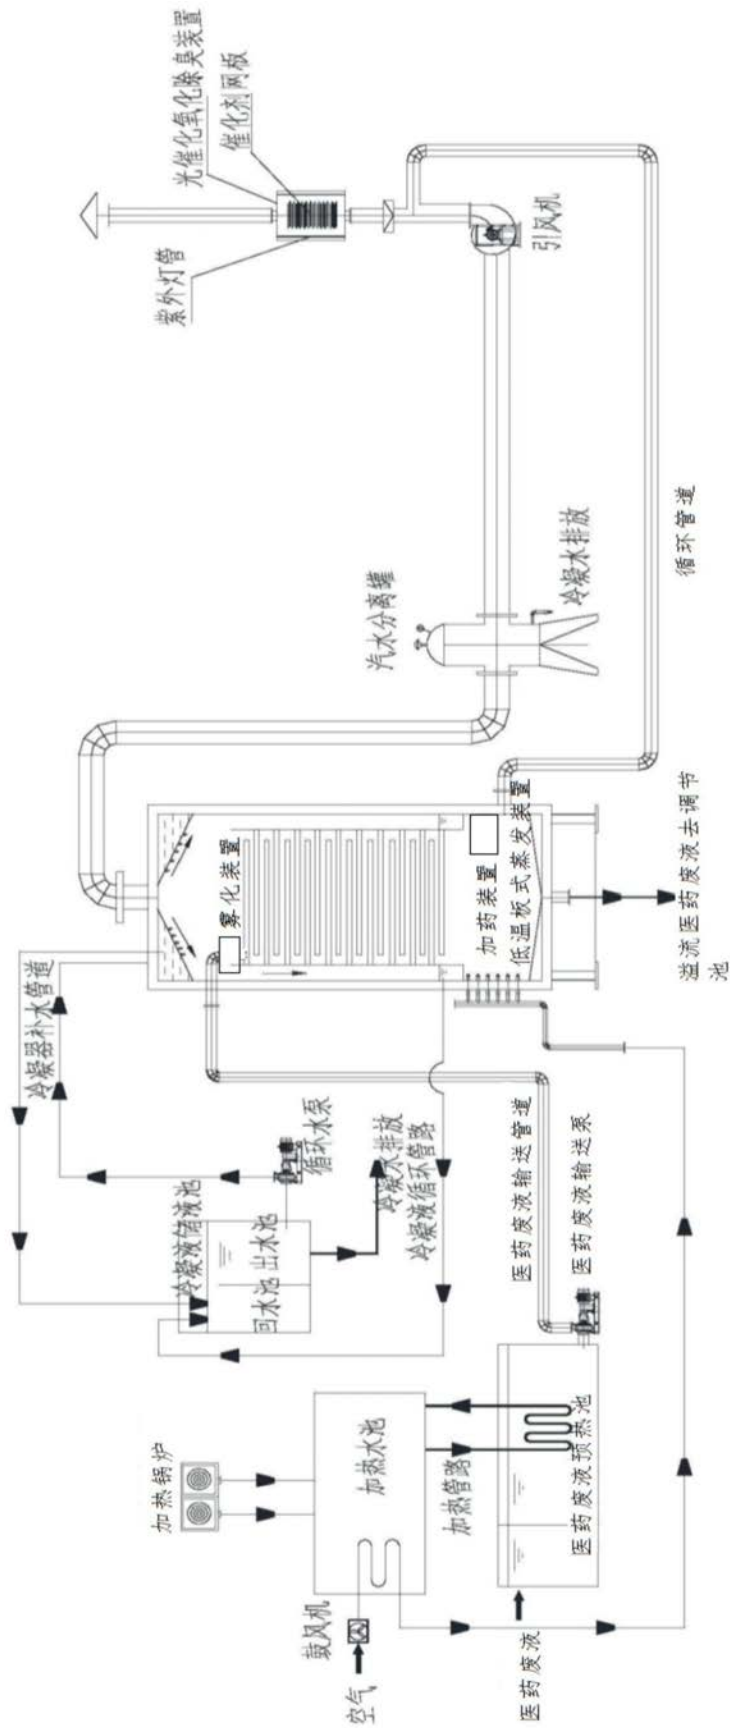 光催化氧化除臭装置
催化剂网板
紫外灯管
引风机
汽水分离罐
冷凝水排放
循环管道
雾化装置
加药装置
低温板式蒸发装置
溢流医药废液去调节
池
冷凝器补水管道
循环水泵
冷凝液储液池
回水池
出水池
冷凝水排放
冷凝液循环管路
医药废液输送管道
医药废液输送泵
加热锅炉
加热水池
加热管路
医药废液预热池
鼓风机
空气
医药废液